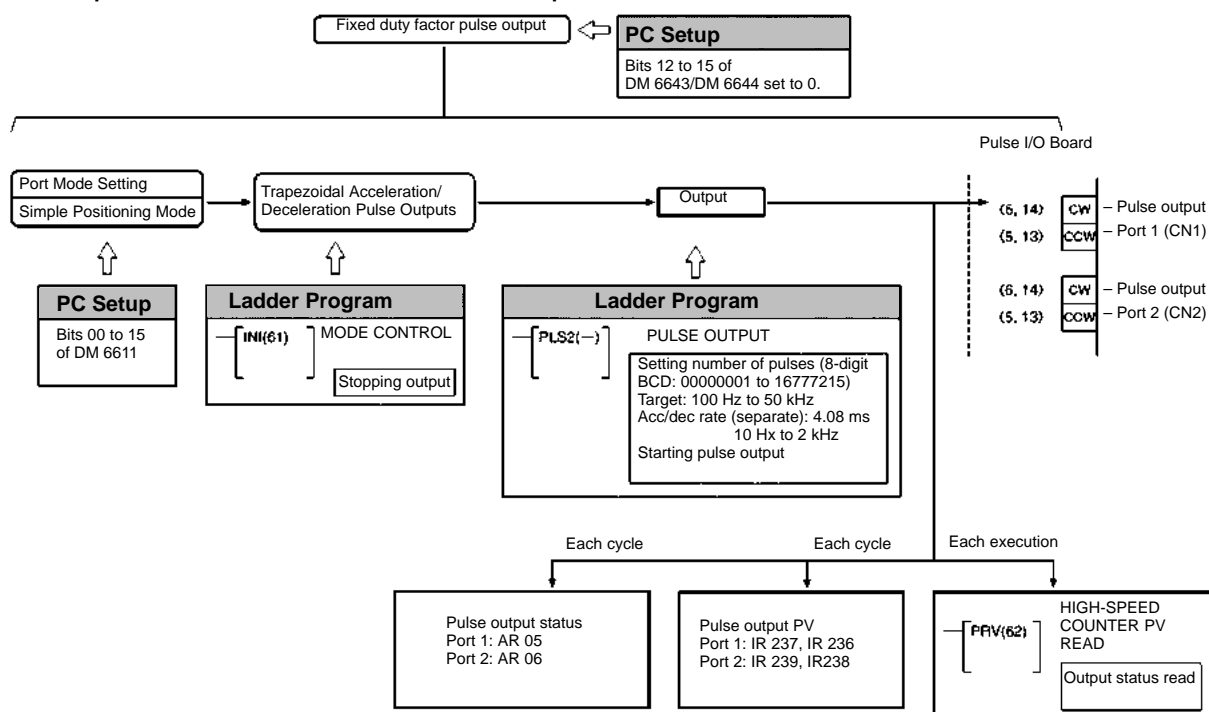 Fixed duty factor pulse output
PC Setup
Bits 12 to 15 of
DM 6643/DM 6644 set to 0.
Pulse I/O Board
Port Mode Setting
Simple Positioning Mode
Trapezoidal Acceleration/
Deceleration Pulse Outputs
Output
(6, 14) CW – Pulse output
(5, 13) CCW – Port 1 (CN1)
(6, 14) CW – Pulse output
(5, 13) CCW – Port 2 (CN2)
PC Setup
Bits 00 to 15
of DM 6611
Ladder Program
INI(61) MODE CONTROL
Stopping output
Ladder Program
PLS2(—) PULSE OUTPUT
Setting number of pulses (8-digit
BCD: 00000001 to 16777215)
Target: 100 Hz to 50 kHz
Acc/dec rate (separate): 4.08 ms
10 Hx to 2 kHz
Starting pulse output
Each cycle
Each cycle
Each execution
Pulse output status
Port 1: AR 05
Port 2: AR 06
Pulse output PV
Port 1: IR 237, IR 236
Port 2: IR 239, IR238
PRV(62)
HIGH-SPEED
COUNTER PV
READ
Output status read